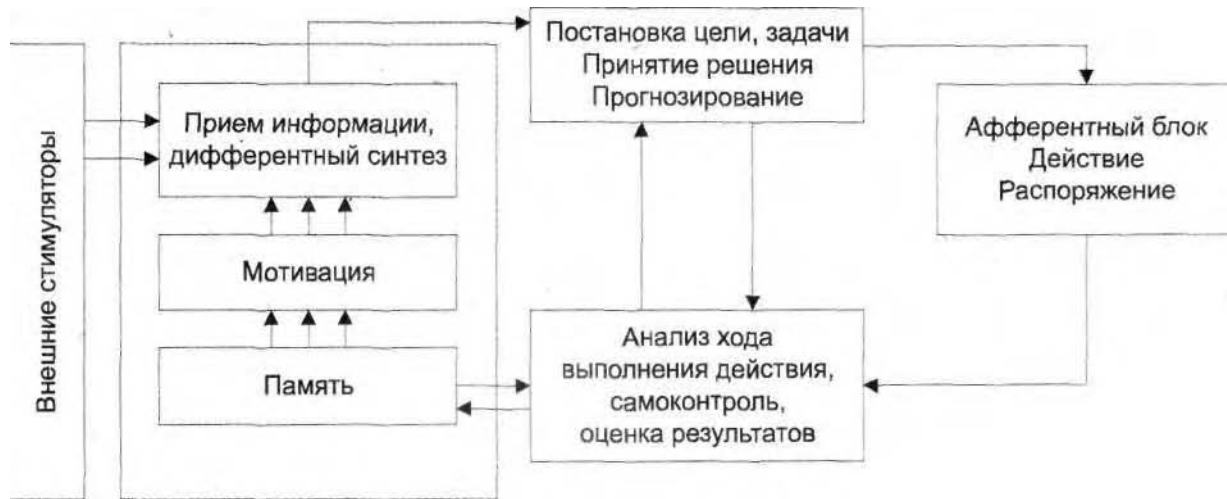 Внешние стимуляторы
Прием информации,
дифферентный синтез
Мотивация
Память
Постановка цели, задачи
Принятие решения
Прогнозирование
Анализ хода
выполнения действия,
самоконтроль,
оценка результатов
Афферентный блок
Действие
Распоряжение